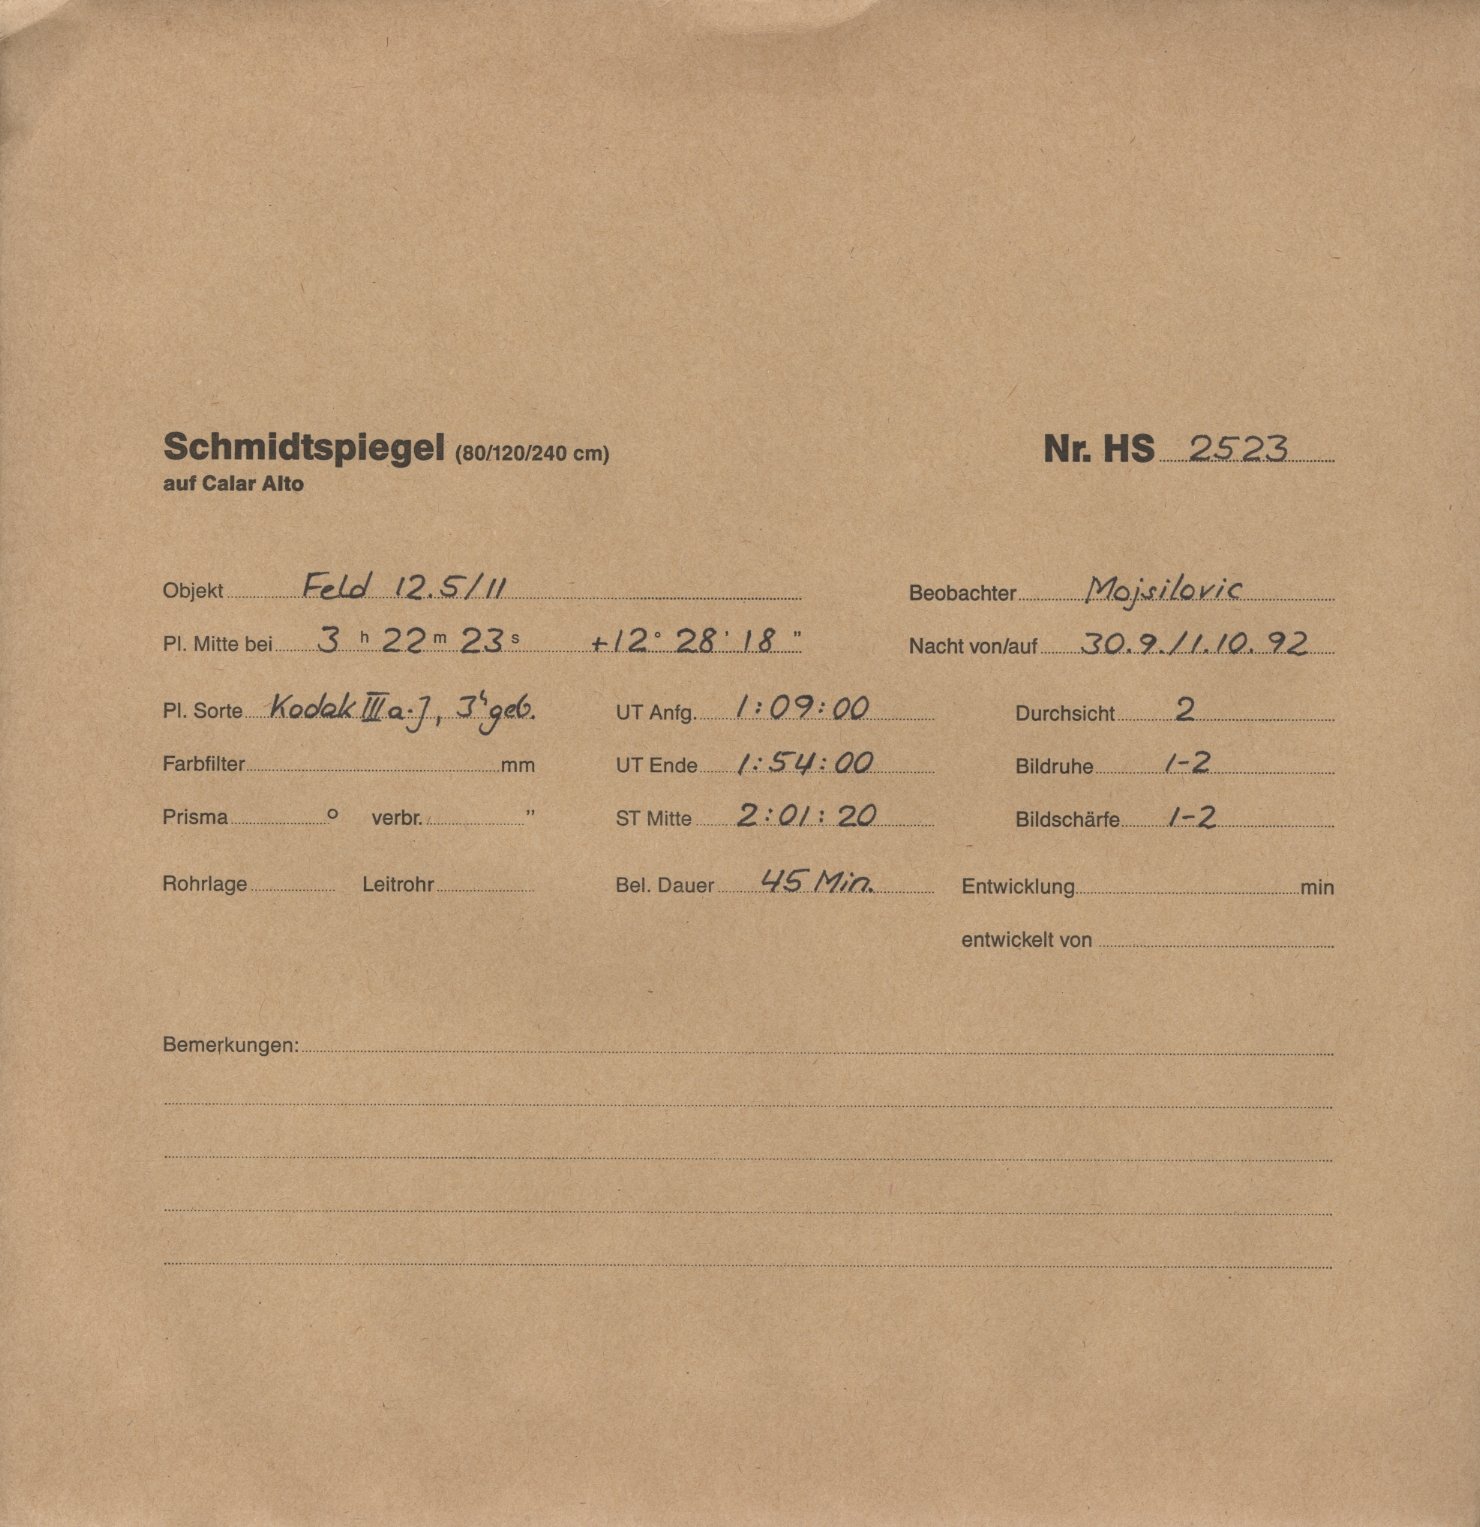 Schmidtspiegel (80/120/240 cm) Nr. HS 2523
auf Calar Alto
Objekt Feld 12.5/11 Beobachter Mojsilovic
Pl. Mitte bei 3 h 22 m 23 s +12° 28' 18" Nacht von/auf 30.9./1.10.92
Pl. Sorte Kodak III a-J, 3h geb. UT Anfg. 1:09:00 Durchsicht 2
Farbfilter mm UT Ende 1:54:00 Bildruhe 1-2
Prisma ° verbr. " ST Mitte 2:01:20 Bildschärfe 1-2
Rohrlage Leitrohr Bel. Dauer 45 Min. Entwicklung min
entwickelt von
Bemerkungen: